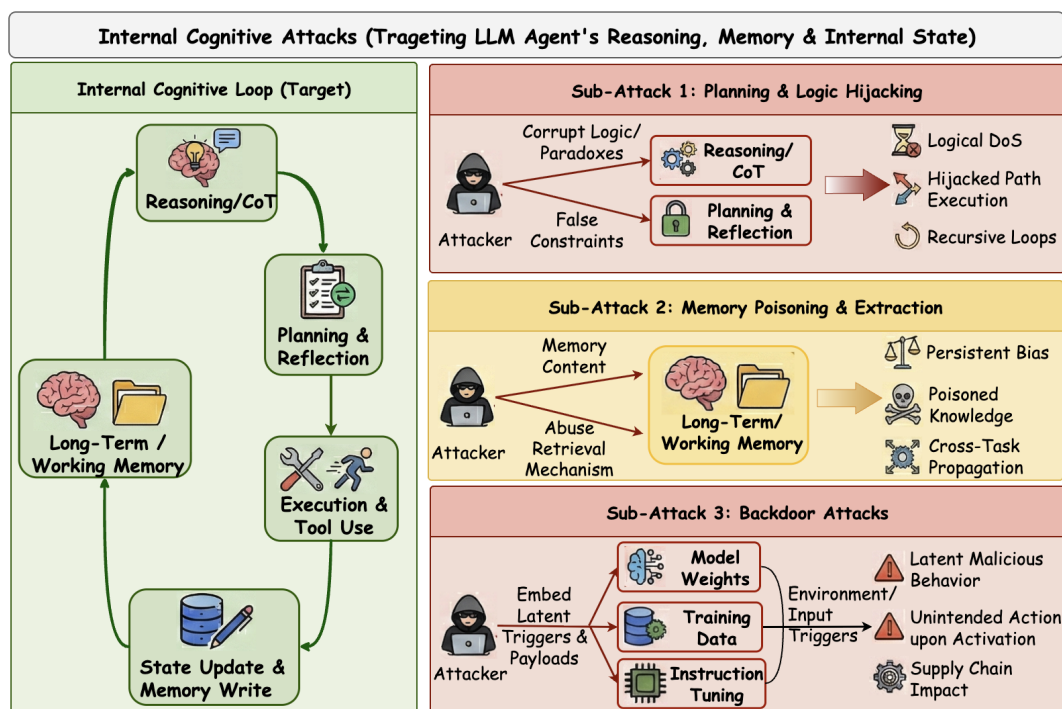 Internal Cognitive Attacks (Trageting LLM Agent's Reasoning, Memory & Internal State)
Internal Cognitive Loop (Target)
Reasoning/CoT
Planning &
Reflection
Execution &
Tool Use
State Update &
Memory Write
Long-Term /
Working Memory
Sub-Attack 1: Planning & Logic Hijacking
Attacker
Corrupt Logic/
Paradoxes
False
Constraints
Reasoning/
CoT
Planning &
Reflection
Logical DoS
Hijacked Path
Execution
Recursive Loops
Sub-Attack 2: Memory Poisoning & Extraction
Attacker
Memory
Content
Abuse
Retrieval
Mechanism
Long-Term/
Working Memory
Persistent Bias
Poisoned
Knowledge
Cross-Task
Propagation
Sub-Attack 3: Backdoor Attacks
Attacker
Embed
Latent
Triggers &
Payloads
Model
Weights
Training
Data
Instruction
Tuning
Environment/
Input
Triggers
Latent Malicious
Behavior
Unintended Action
upon Activation
Supply Chain
Impact